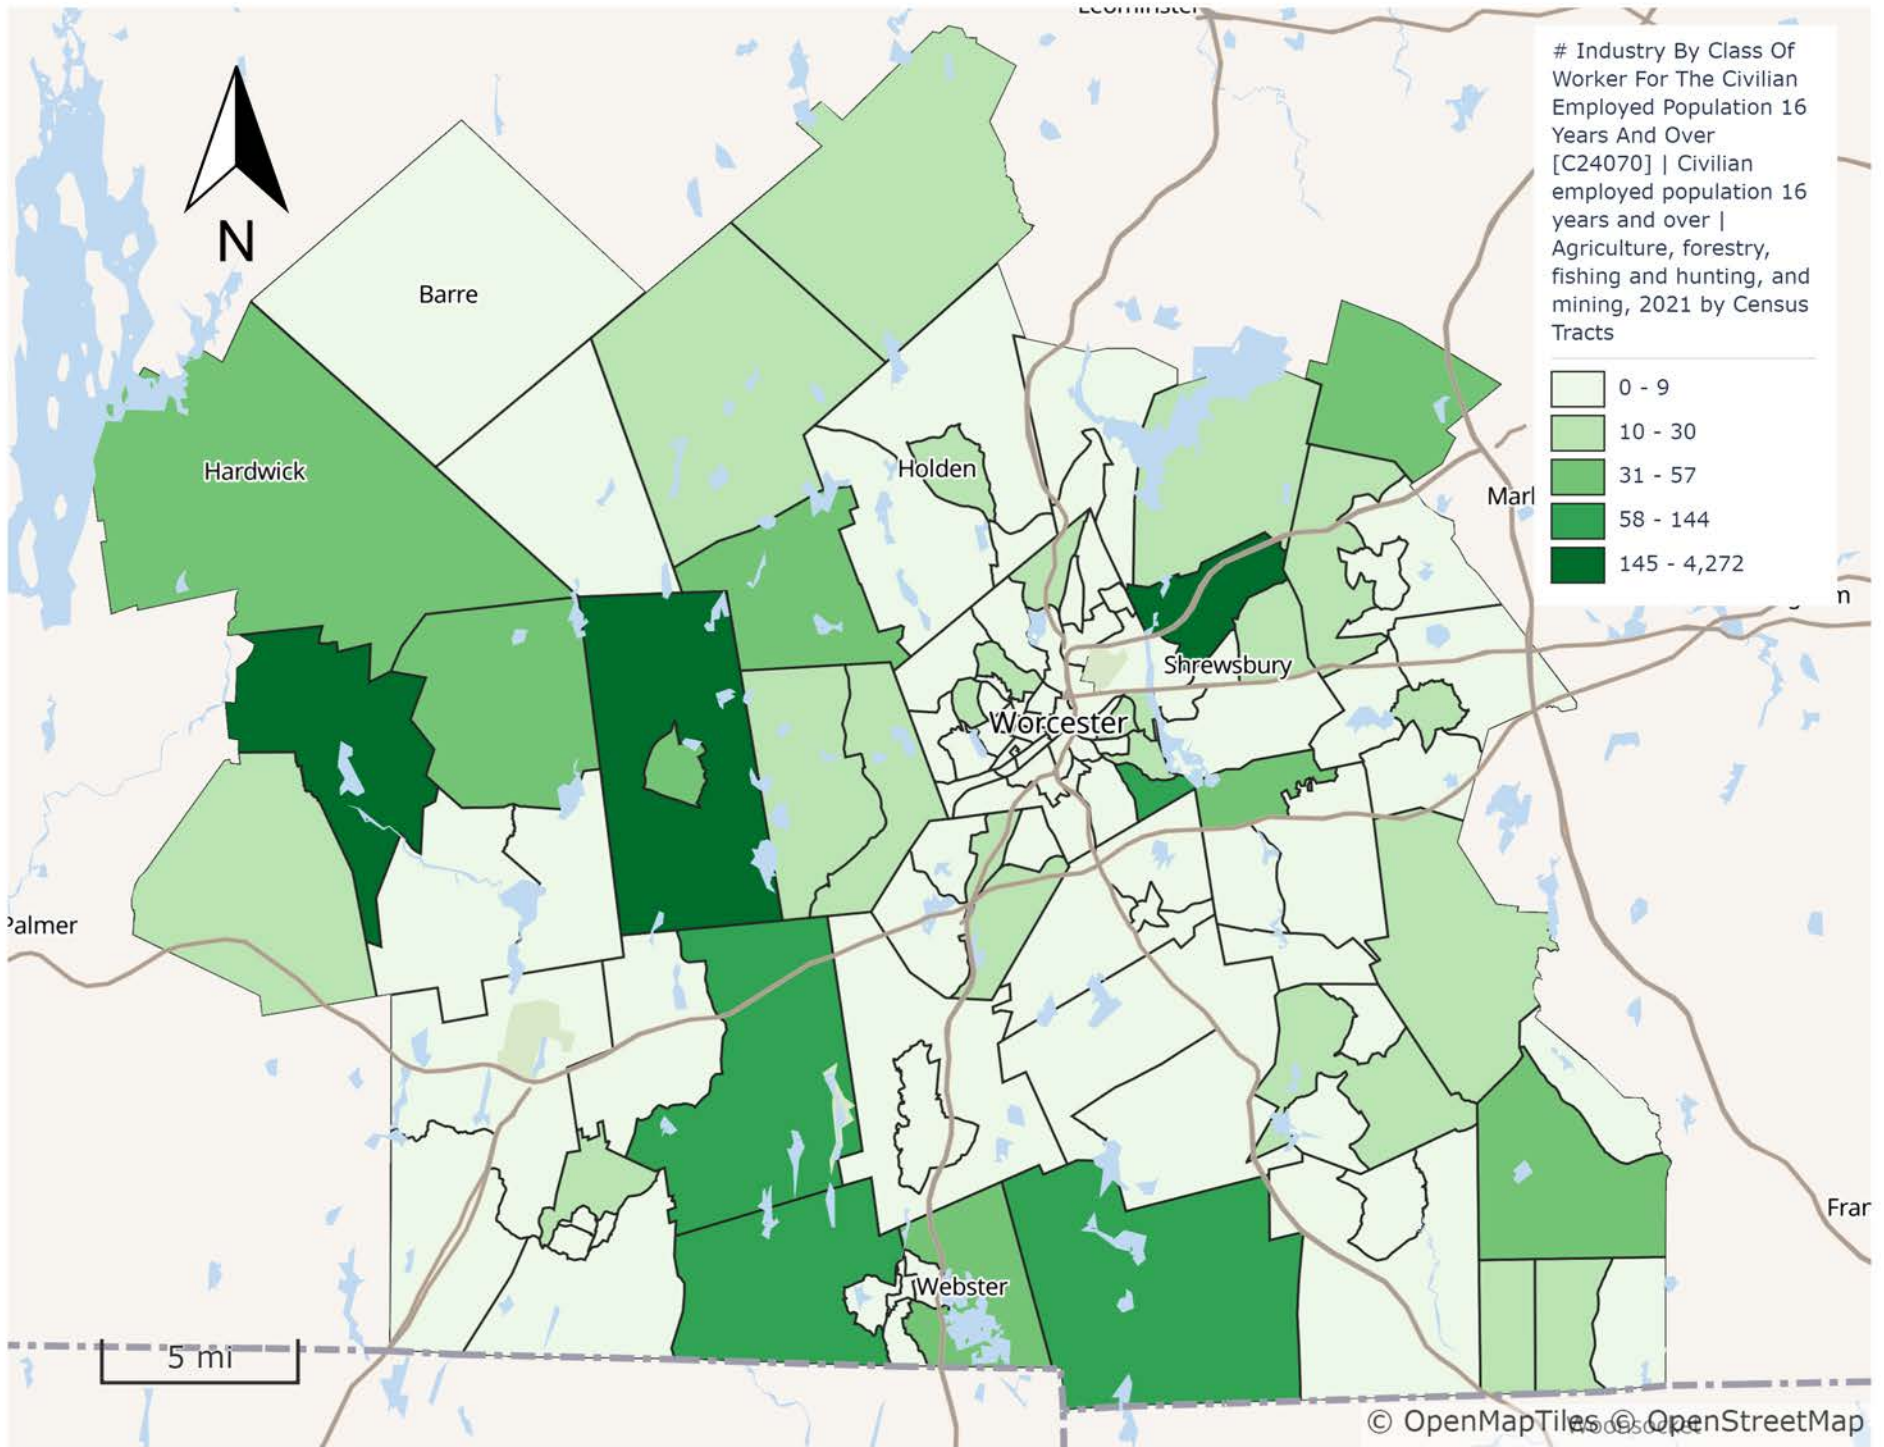 Leominster
# Industry By Class Of
Worker For The Civilian
Employed Population 16
Years And Over
[C24070] | Civilian
employed population 16
years and over |
Agriculture, forestry,
fishing and hunting, and
mining, 2021 by Census
Tracts
0 - 9
10 - 30
31 - 57
58 - 144
145 - 4,272
N
Barre
Hardwick
Holden
Marl
Shrewsbury
Worcester
Palmer
Fran
Webster
5 mi
Woonsocket
© OpenMapTiles © OpenStreetMap